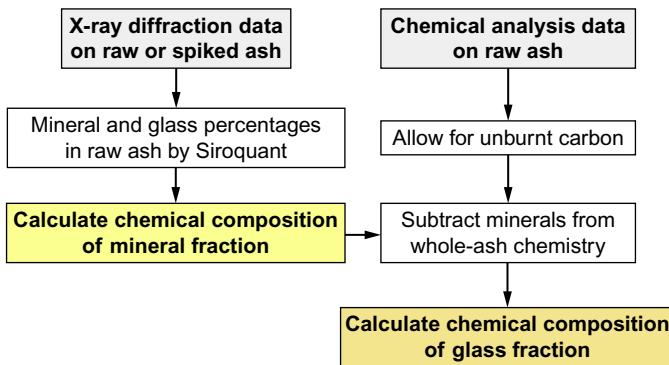 X-ray diffraction data
on raw or spiked ash
Mineral and glass percentages
in raw ash by Siroquant
Calculate chemical composition
of mineral fraction
Chemical analysis data
on raw ash
Allow for unburnt carbon
Subtract minerals from
whole-ash chemistry
Calculate chemical composition
of glass fraction